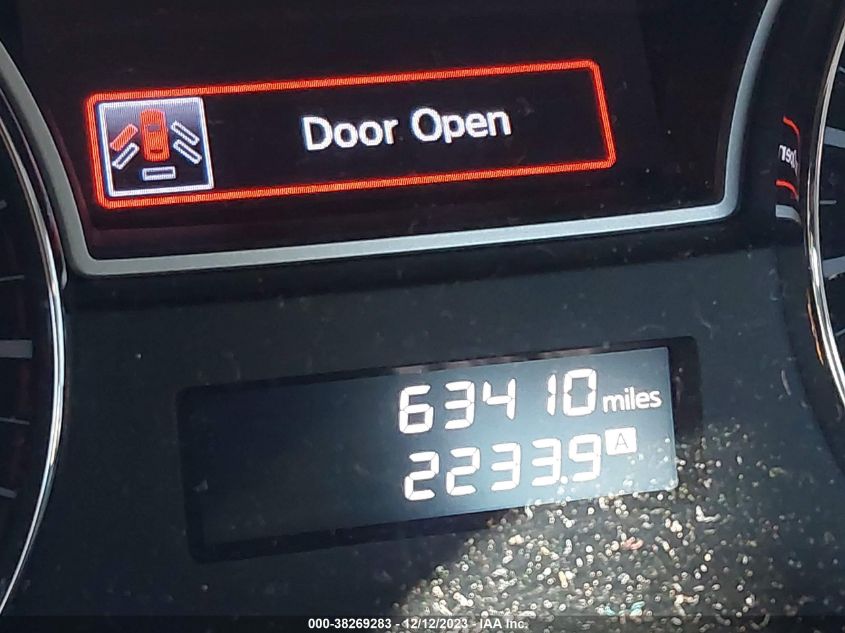 Door Open
63410 miles
2233.9 A
000-38269283 - 12/12/2023 - IAA Inc.